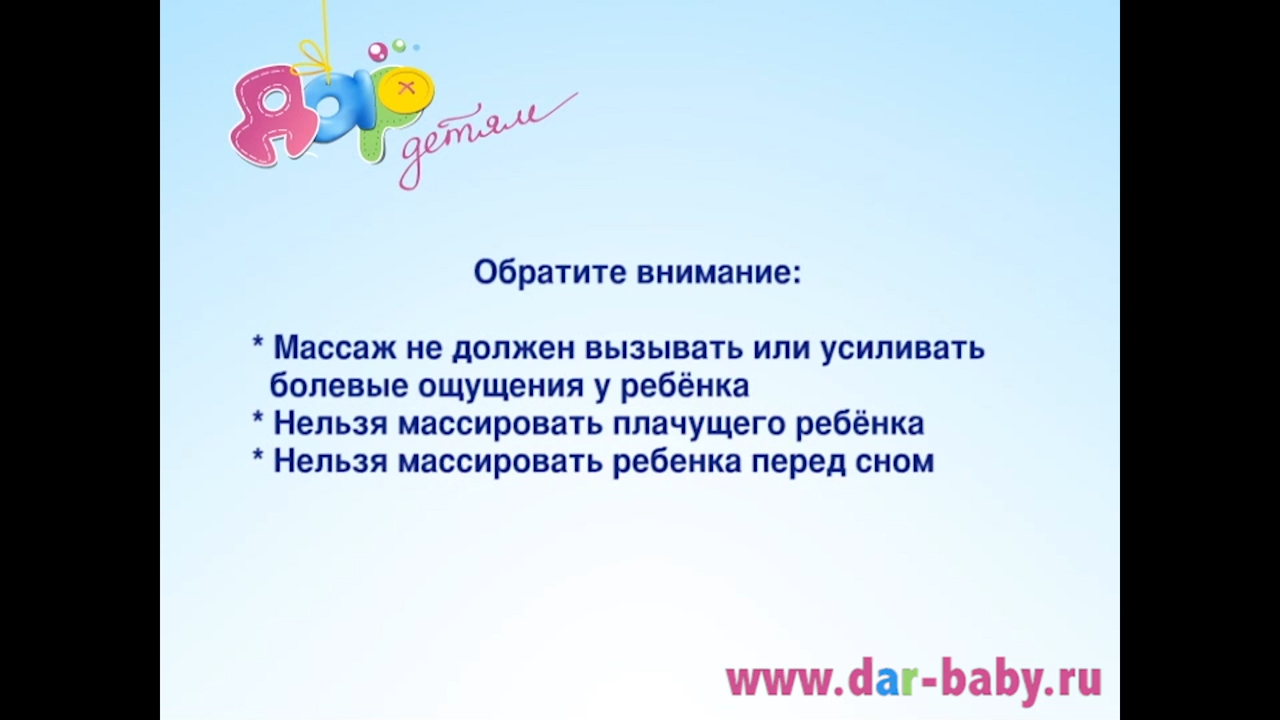 Дар
детям
Обратите внимание:
* Массаж не должен вызывать или усиливать
болевые ощущения у ребёнка
* Нельзя массировать плачущего ребёнка
* Нельзя массировать ребенка перед сном
www.dar-baby.ru